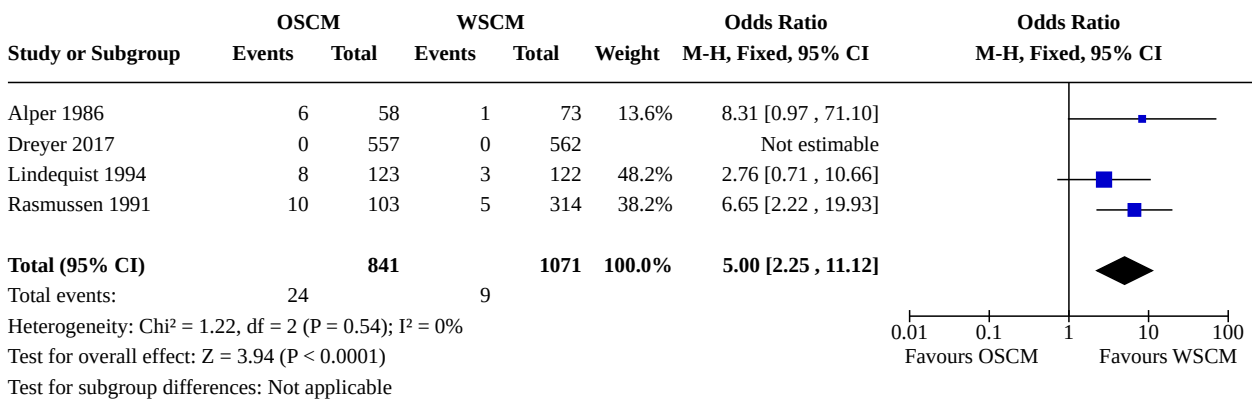 OSCM WSCM Odds Ratio Odds Ratio
Study or Subgroup Events Total Events Total Weight M-H, Fixed, 95% CI M-H, Fixed, 95% CI
Alper 1986 6 58 1 73 13.6% 8.31 [0.97 , 71.10]
Dreyer 2017 0 557 0 562 Not estimable
Lindequist 1994 8 123 3 122 48.2% 2.76 [0.71 , 10.66]
Rasmussen 1991 10 103 5 314 38.2% 6.65 [2.22 , 19.93]
Total (95% CI) 841 1071 100.0% 5.00 [2.25 , 11.12]
Total events: 24 9
Heterogeneity: Chi² = 1.22, df = 2 (P = 0.54); I² = 0%
0.01 0.1 1 10 100
Test for overall effect: Z = 3.94 (P < 0.0001)
Favours OSCM Favours WSCM
Test for subgroup differences: Not applicable